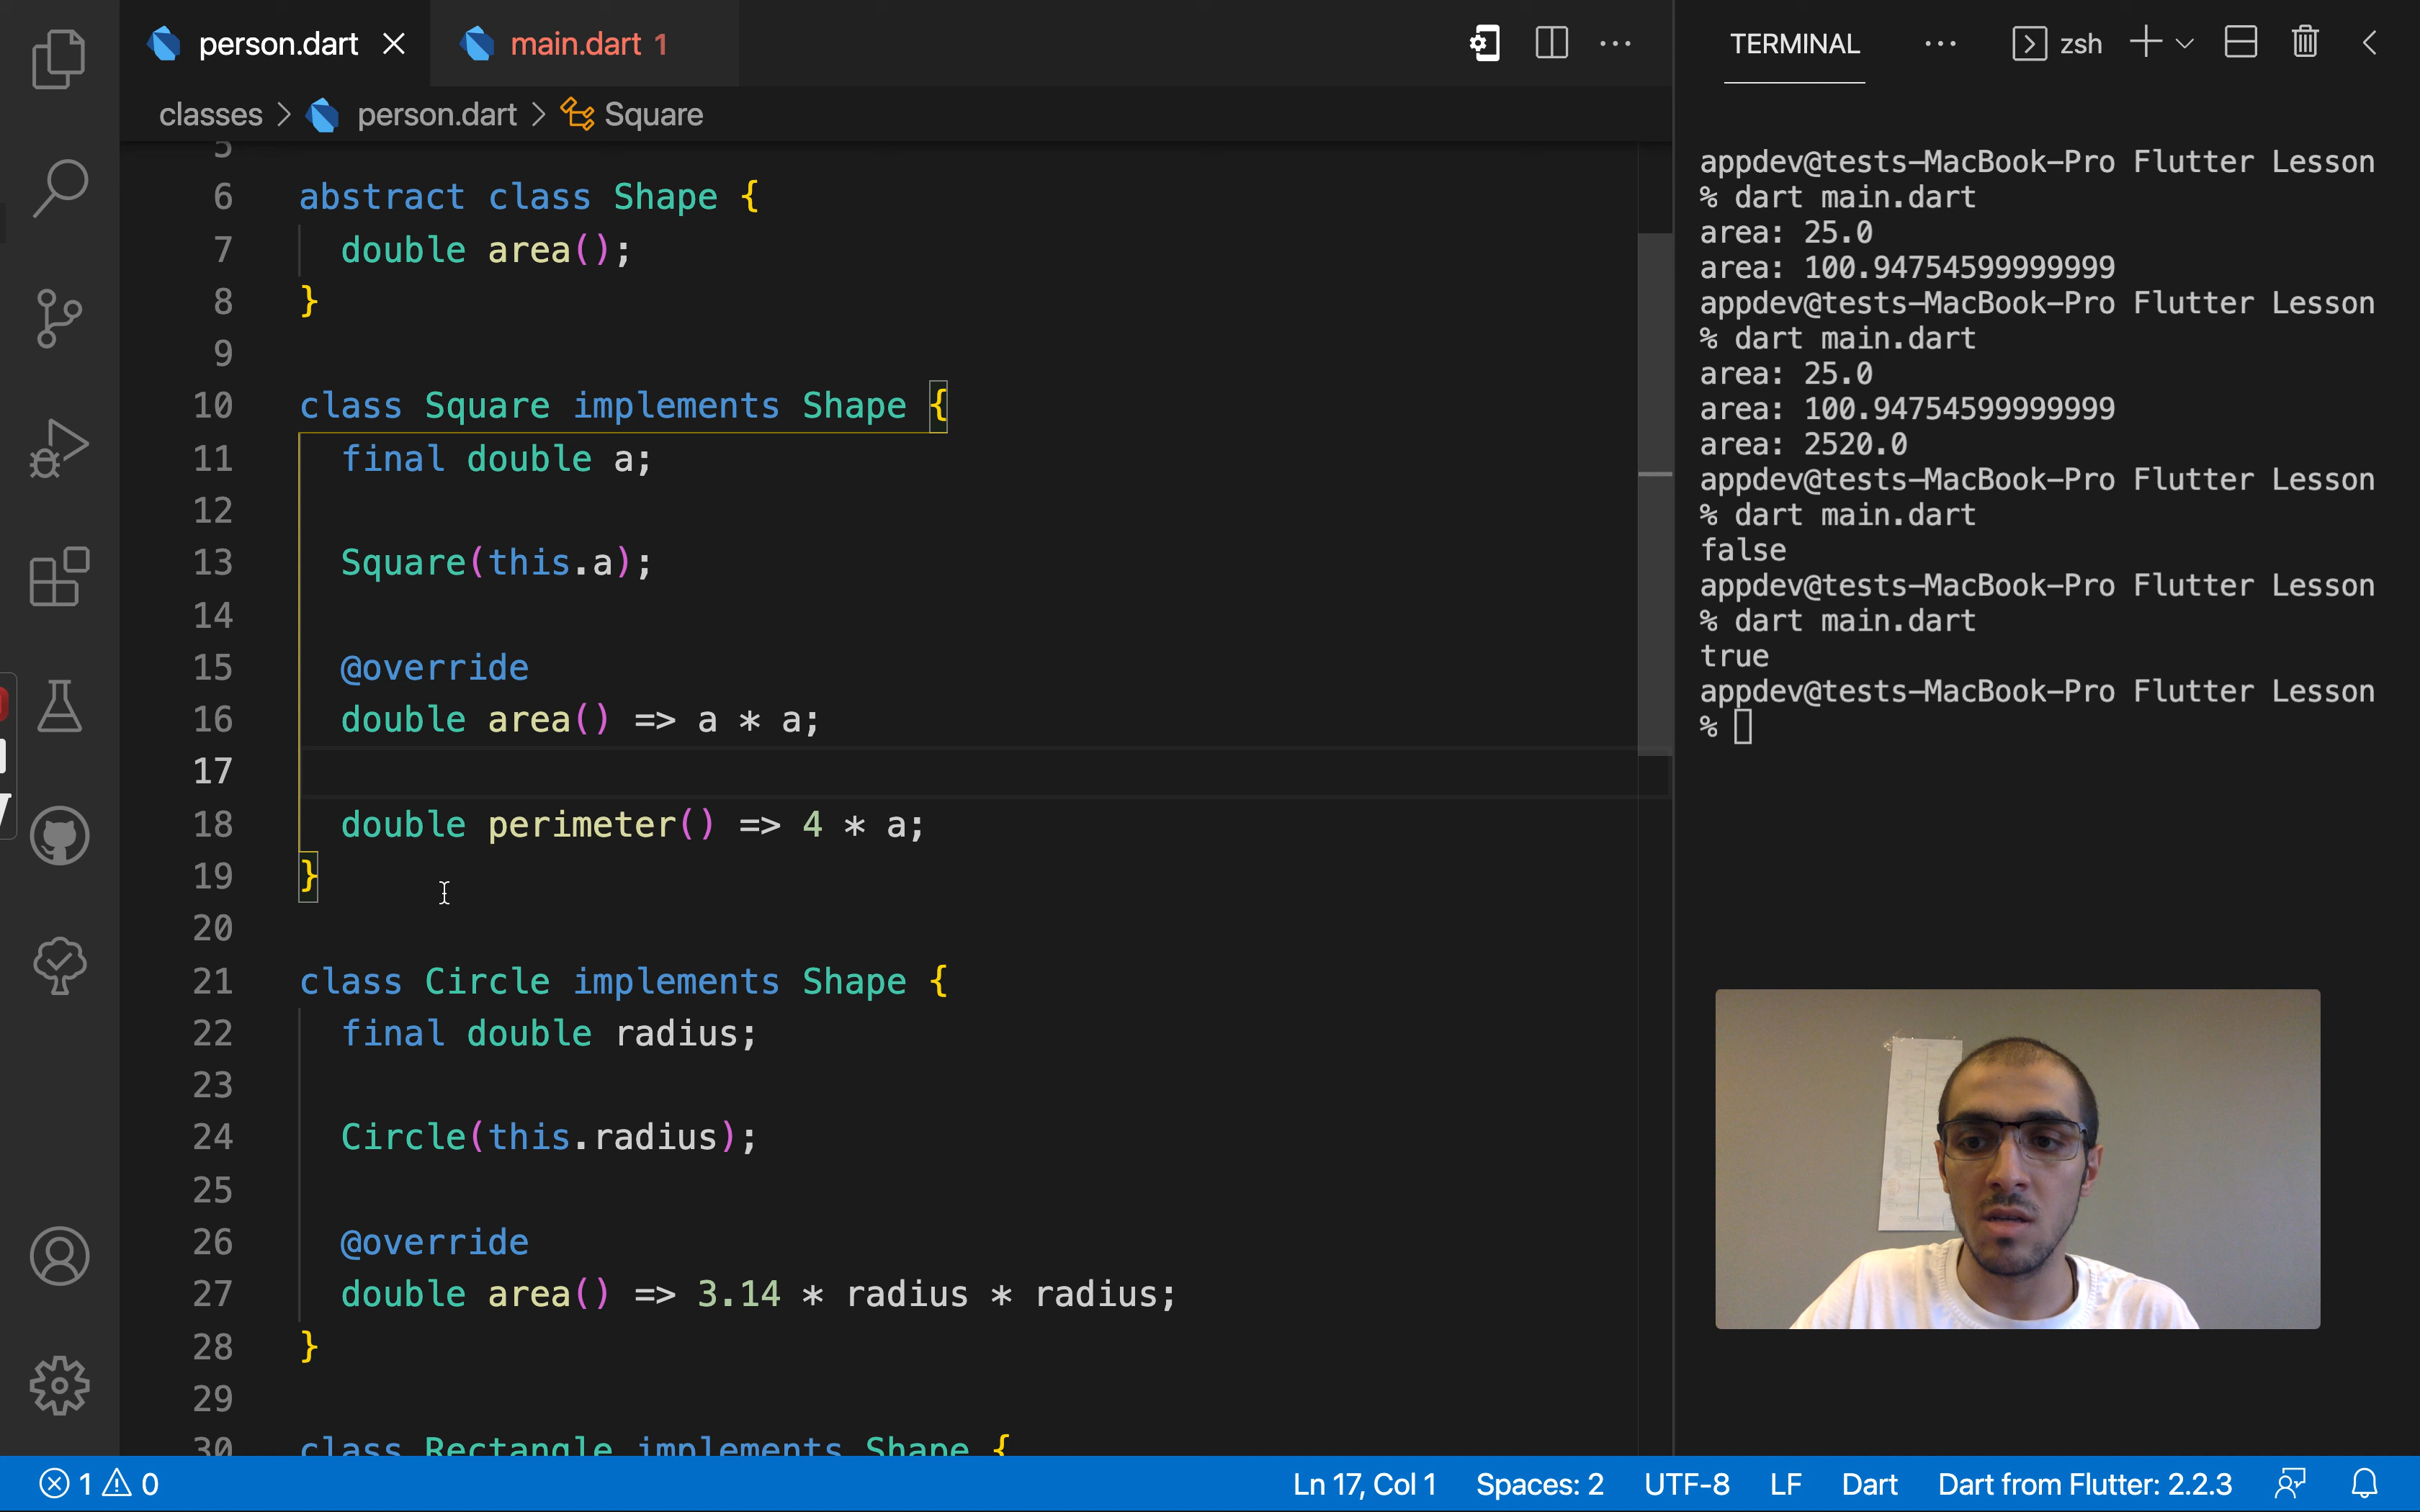 person.dart
main.dart 1
classes > person.dart > Square
5
6 abstract class Shape {
7 double area();
8 }
9
10 class Square implements Shape {
11 final double a;
12
13 Square(this.a);
14
15 @override
16 double area() => a * a;
17
18 double perimeter() => 4 * a;
19 }
20
21 class Circle implements Shape {
22 final double radius;
23
24 Circle(this.radius);
25
26 @override
27 double area() => 3.14 * radius * radius;
28 }
29
30 class Rectangle implements Shape {
TERMINAL
zsh
appdev@tests-MacBook-Pro Flutter Lesson
% dart main.dart
area: 25.0
area: 100.94754599999999
appdev@tests-MacBook-Pro Flutter Lesson
% dart main.dart
area: 25.0
area: 100.94754599999999
area: 2520.0
appdev@tests-MacBook-Pro Flutter Lesson
% dart main.dart
false
appdev@tests-MacBook-Pro Flutter Lesson
% dart main.dart
true
appdev@tests-MacBook-Pro Flutter Lesson
%
1 0
Ln 17, Col 1
Spaces: 2
UTF-8
LF
Dart
Dart from Flutter: 2.2.3